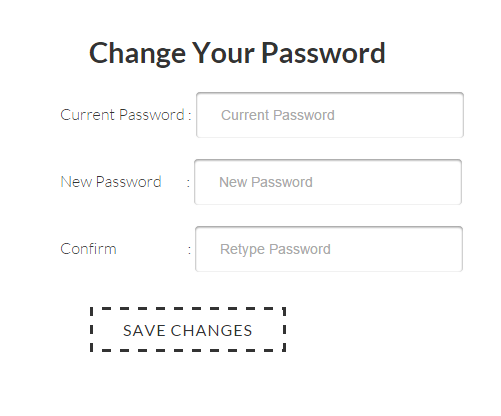 Change Your Password
Current Password : Current Password
New Password : New Password
Confirm : Retype Password
SAVE CHANGES